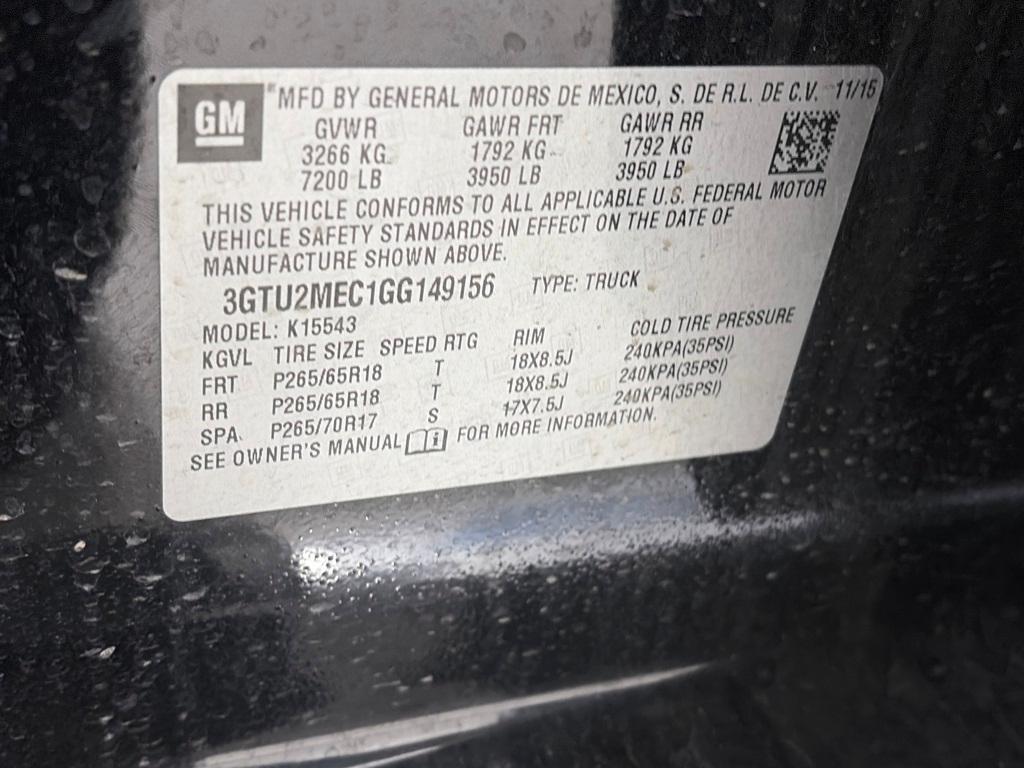 GM MFD BY GENERAL MOTORS DE MEXICO, S. DE R.L. DE C.V. 11/15
GVWR GAWR FRT GAWR RR
3266 KG 1792 KG 1792 KG
7200 LB 3950 LB 3950 LB
THIS VEHICLE CONFORMS TO ALL APPLICABLE U.S. FEDERAL MOTOR
VEHICLE SAFETY STANDARDS IN EFFECT ON THE DATE OF
MANUFACTURE SHOWN ABOVE.
3GTU2MEC1GG149156 TYPE: TRUCK
MODEL: K15543
KGVL TIRE SIZE SPEED RTG RIM COLD TIRE PRESSURE
FRT P265/65R18 T 18X8.5J 240KPA(35PSI)
RR P265/65R18 T 18X8.5J 240KPA(35PSI)
SPA P265/70R17 S 17X7.5J 240KPA(35PSI)
SEE OWNER'S MANUAL FOR MORE INFORMATION.